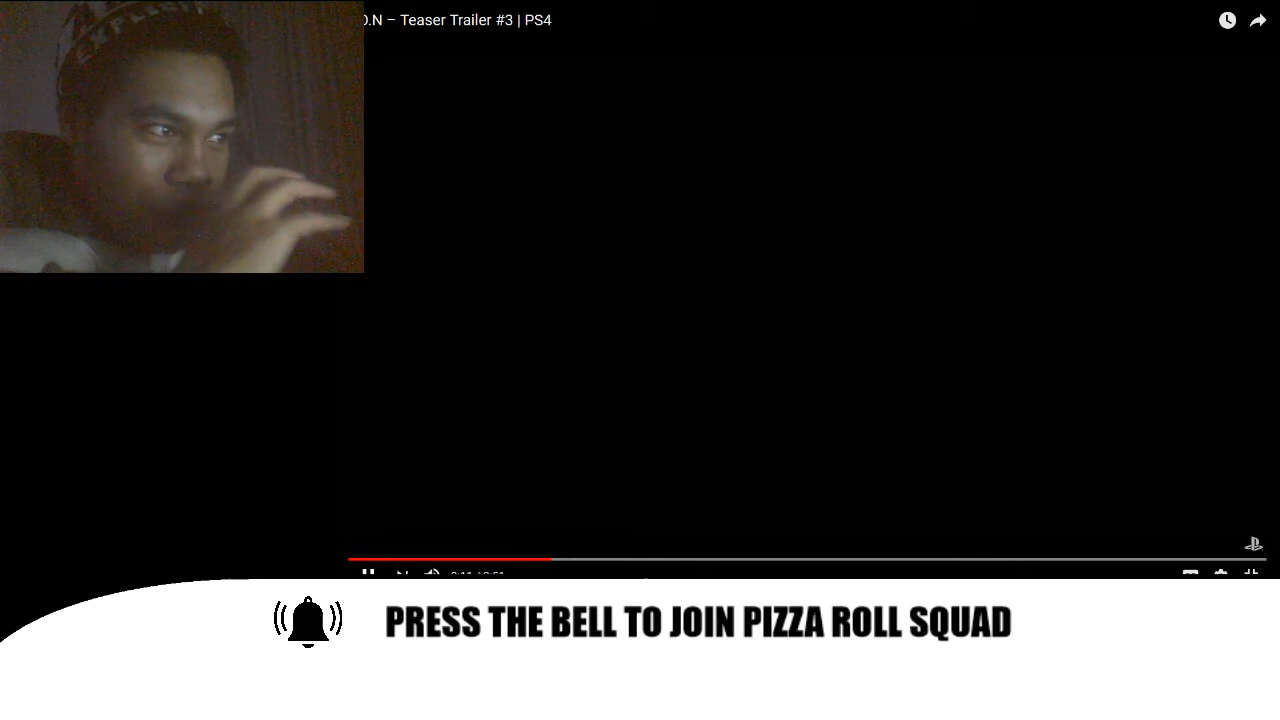 O.N – Teaser Trailer #3 | PS4
PRESS THE BELL TO JOIN PIZZA ROLL SQUAD